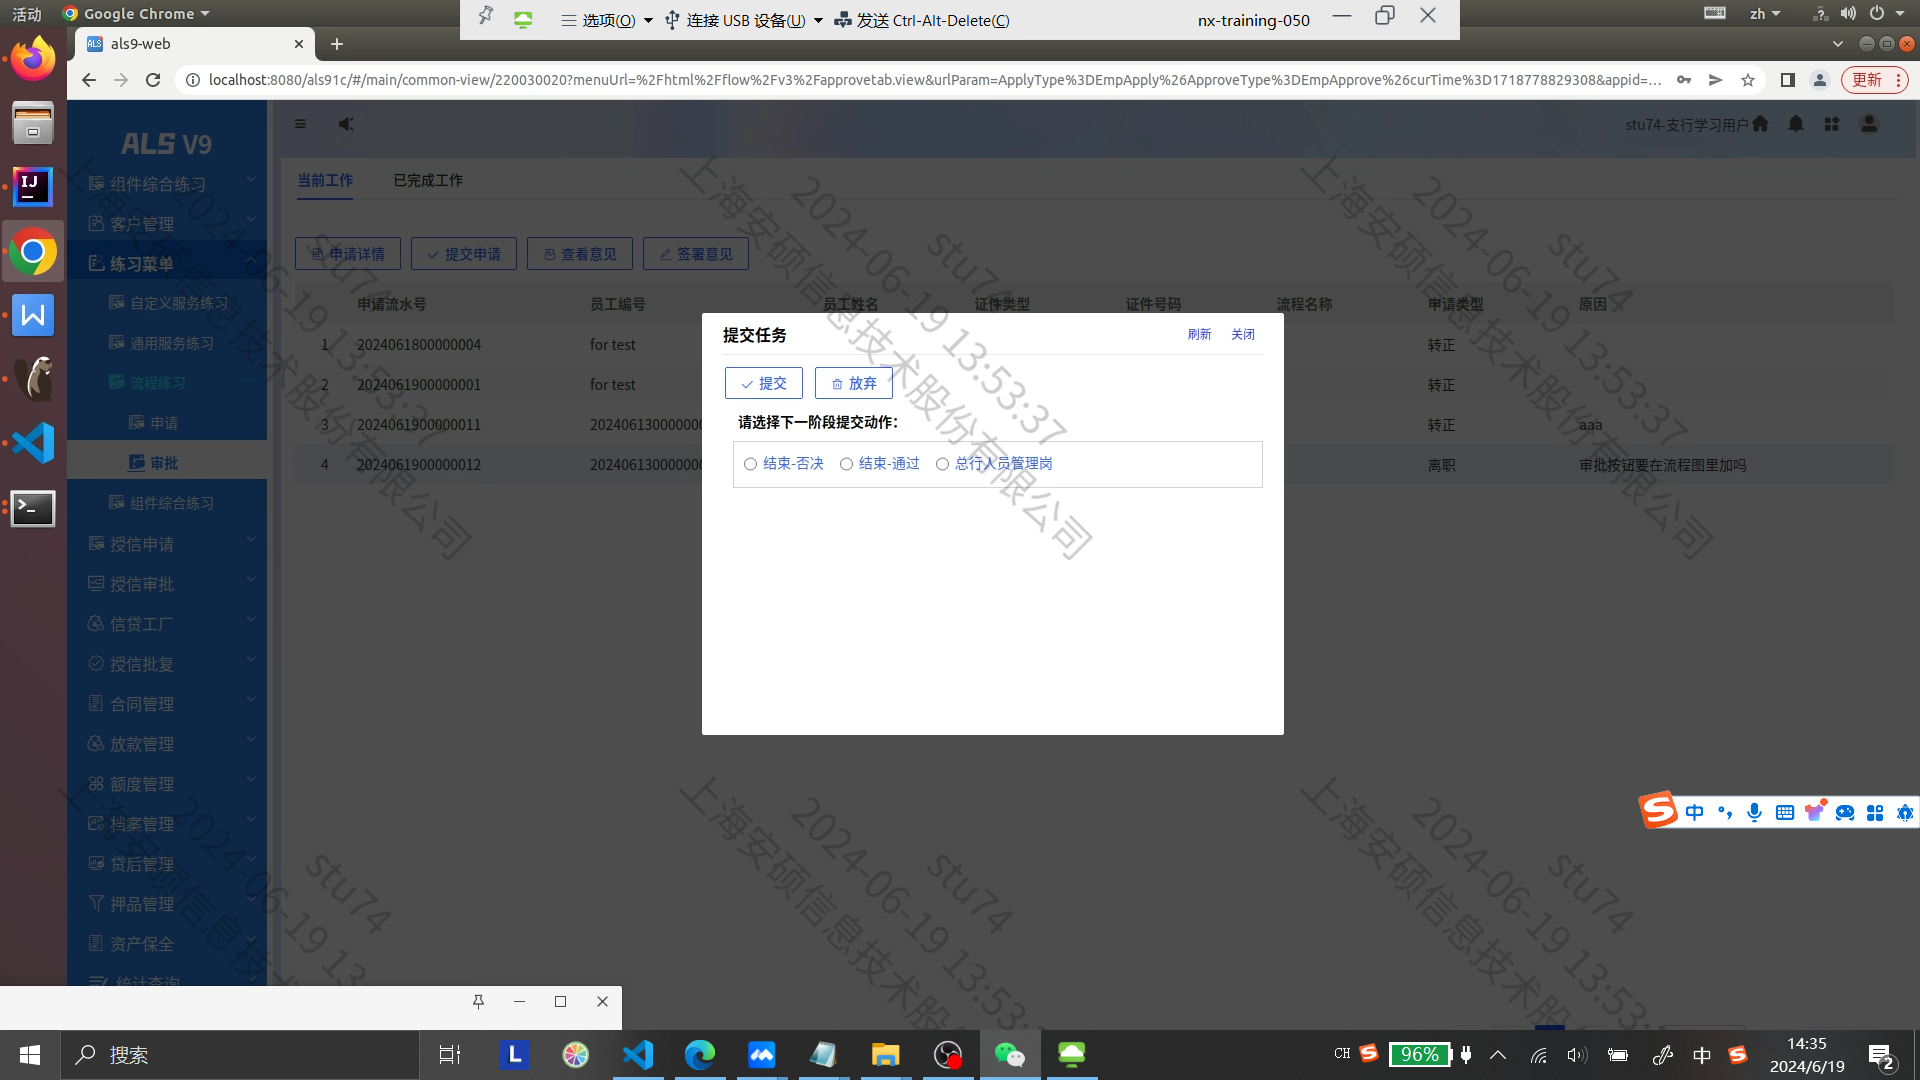 活动
Google Chrome
选项(O)
连接 USB 设备(U)
发送 Ctrl-Alt-Delete(C)
nx-training-050
zh
als9-web
localhost:8080/als91c/#/main/common-view/220030020?menuUrl=%2Fhtml%2Fflow%2Fv3%2Fapprovetab.view&urlParam=ApplyType%3DEmpApply%26ApproveType%3DEmpApprove%26curTime%3D1718778829308&appid=...
更新
ALS V9
stu74-支行学习用户
组件综合练习
客户管理
练习菜单
自定义服务练习
通用服务练习
流程练习
申请
审批
组件综合练习
授信申请
授信审批
信贷工厂
授信批复
合同管理
放款管理
额度管理
档案管理
贷后管理
押品管理
资产保全
统计查询
当前工作
已完成工作
申请详情
提交申请
查看意见
签署意见
申请流水号 员工编号 员工姓名 证件类型 证件号码 流程名称 申请类型 原因
1 2024061800000004 for test 转正
2 2024061900000001 for test 转正
3 2024061900000011 202406130000000 转正 aaa
4 2024061900000012 202406130000000 离职 审批按钮要在流程图里加吗
提交任务
刷新
关闭
提交
放弃
请选择下一阶段提交动作：
结束-否决
结束-通过
总行人员管理岗
stu74
2024-06-19 13:53:37
上海安硕信息技术股份有限公司
中
搜索
CH
96%
中
14:35
2024/6/19
2